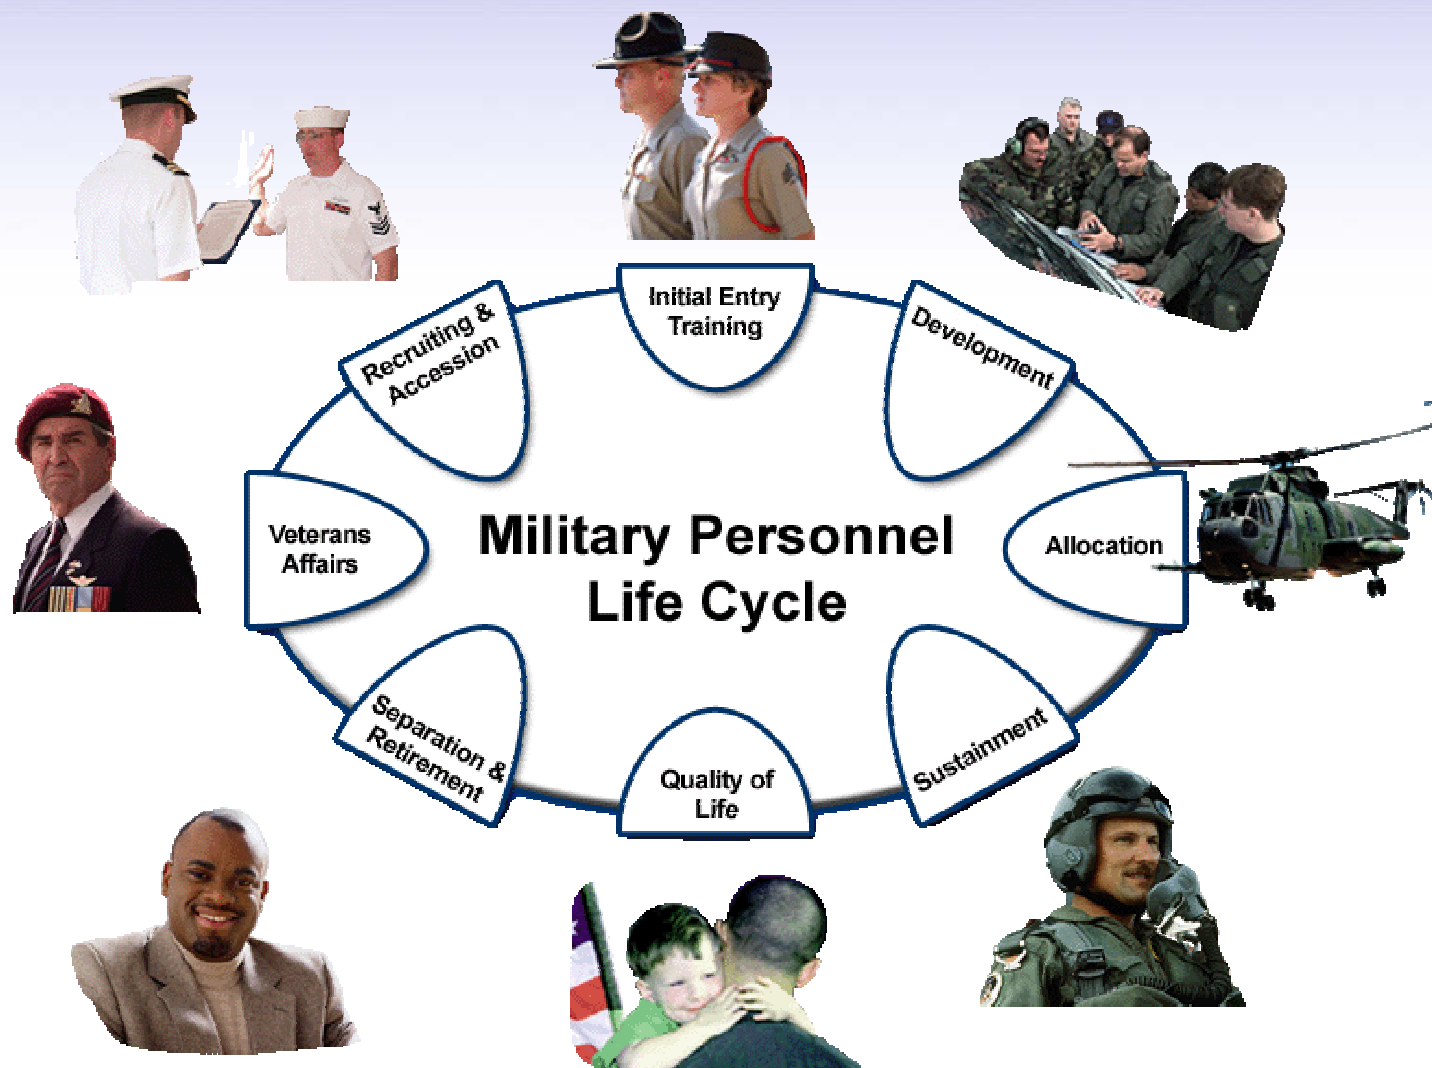 Initial Entry
Training
Recruiting &
Accession
Development
Veterans
Affairs
Military Personnel
Life Cycle
Allocation
Separation &
Retirement
Quality of
Life
Sustainment